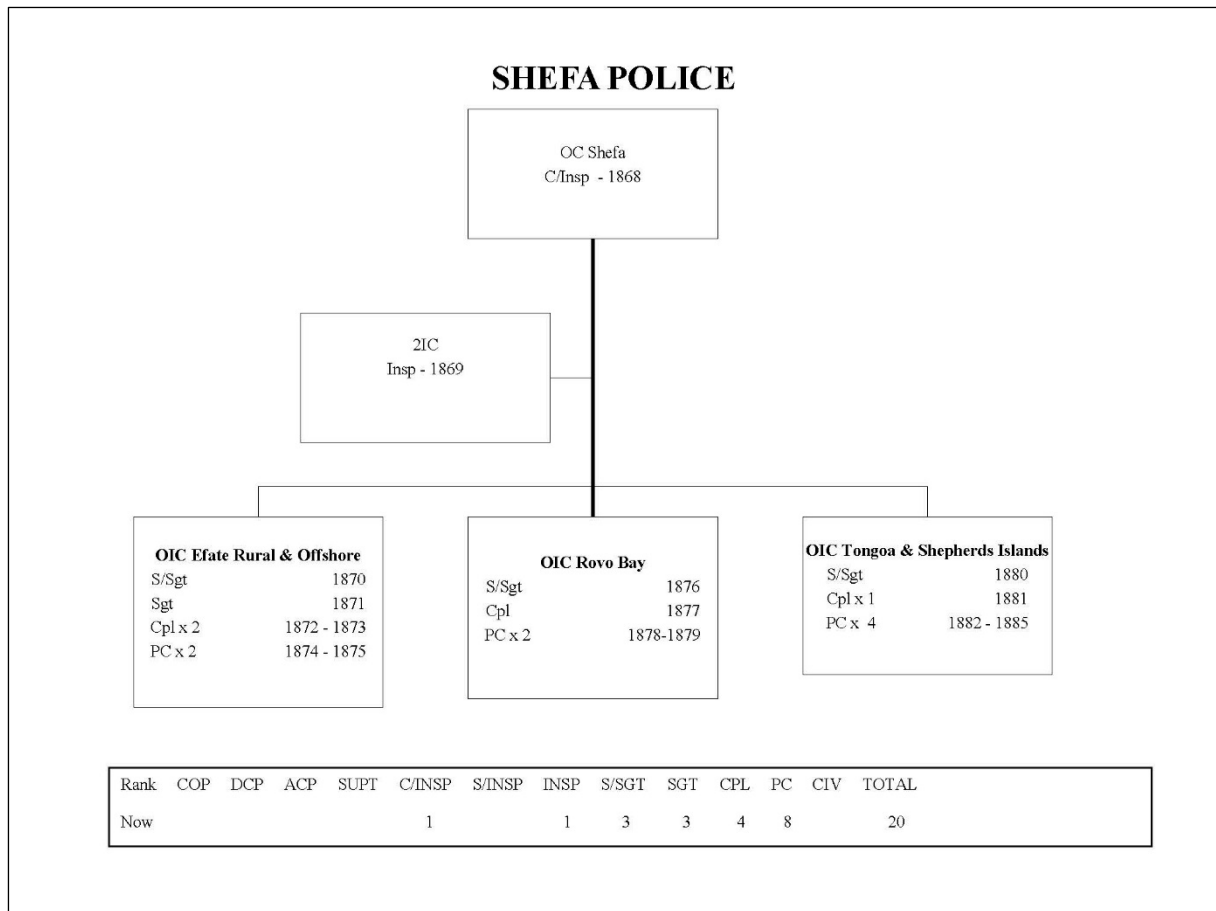 SHEFA POLICE
OC Shefa
C/Insp - 1868
2IC
Insp - 1869
OIC Efate Rural & Offshore
S/Sgt 1870
Sgt 1871
Cpl x 2 1872 - 1873
PC x 2 1874 - 1875
OIC Rovo Bay
S/Sgt 1876
Cpl 1877
PC x 2 1878-1879
OIC Tongoa & Shepherds Islands
S/Sgt 1880
Cpl x 1 1881
PC x 4 1882 - 1885
Rank COP DCP ACP SUPT C/INSP S/INSP INSP S/SGT SGT CPL PC CIV TOTAL
Now 1 1 3 3 4 8 20